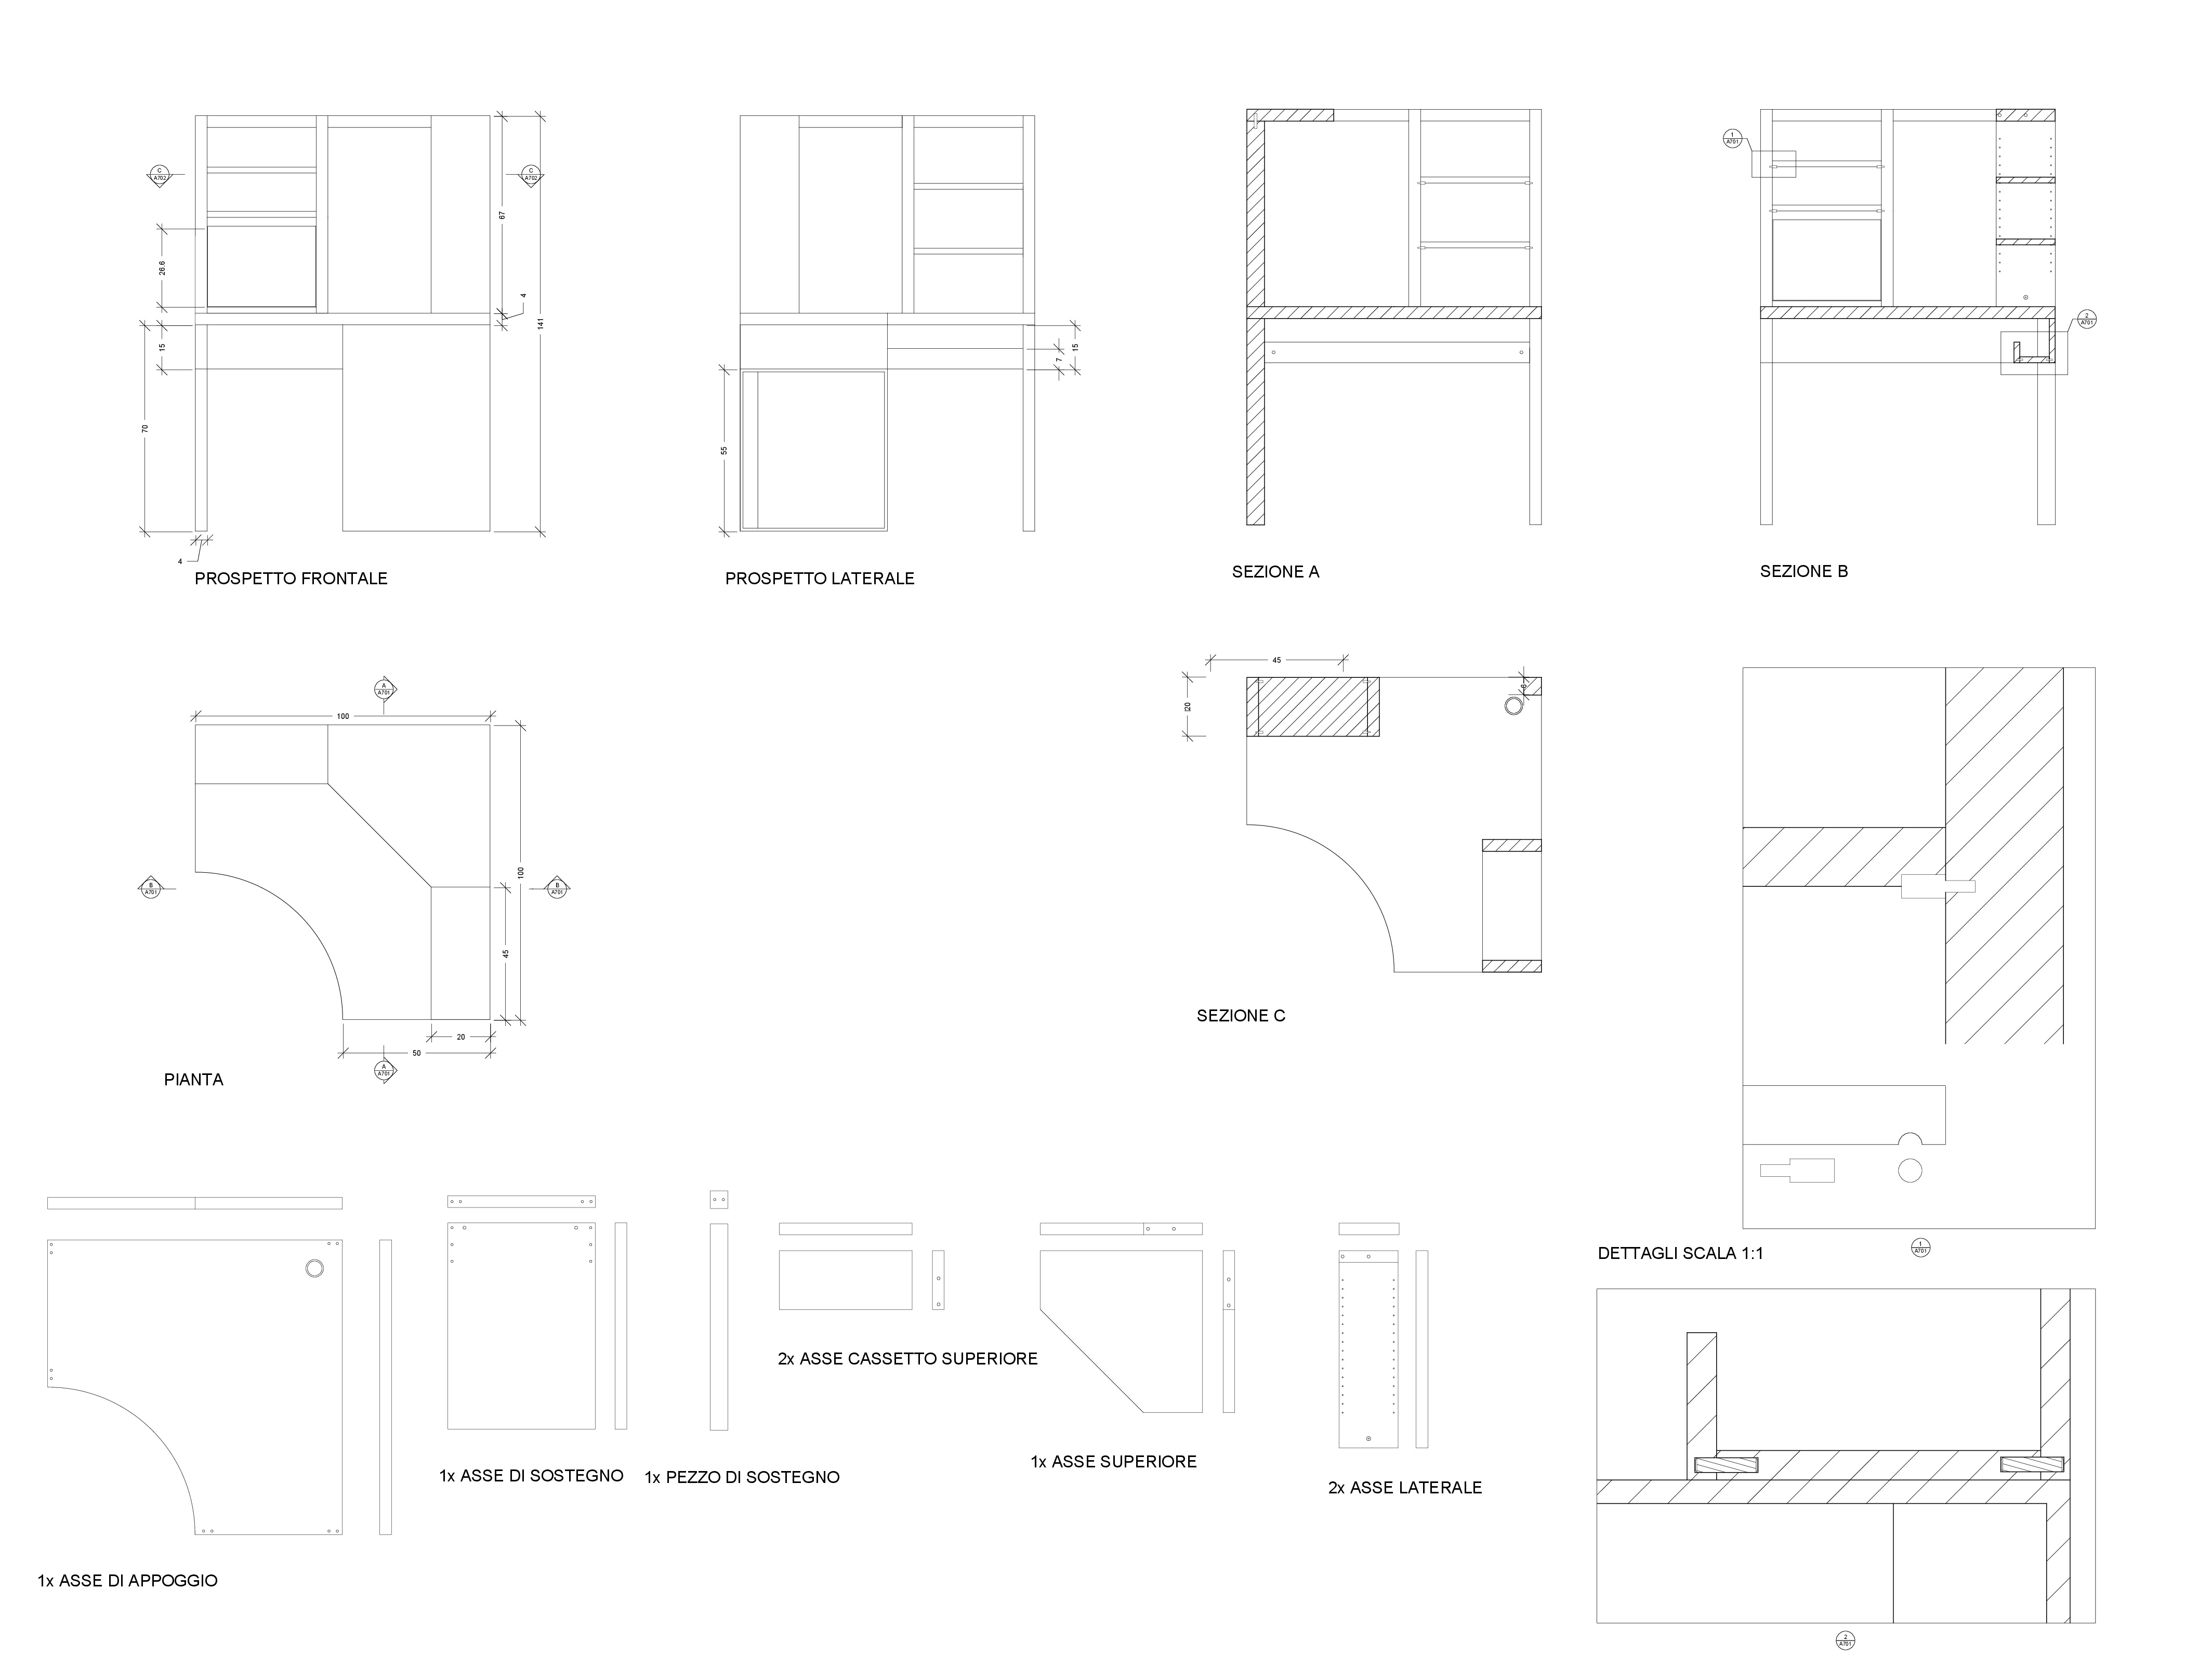 C
A702
C
A702
26.6
15
70
4
67
4
141
PROSPETTO FRONTALE
55
7
15
PROSPETTO LATERALE
SEZIONE A
1
A701
2
A701
SEZIONE B
A
A701
100
B
A701
B
A701
100
45
20
50
A
A701
PIANTA
45
20
6
SEZIONE C
1
A701
DETTAGLI SCALA 1:1
2
A701
1x ASSE DI APPOGGIO
1x ASSE DI SOSTEGNO
1x PEZZO DI SOSTEGNO
2x ASSE CASSETTO SUPERIORE
1x ASSE SUPERIORE
2x ASSE LATERALE